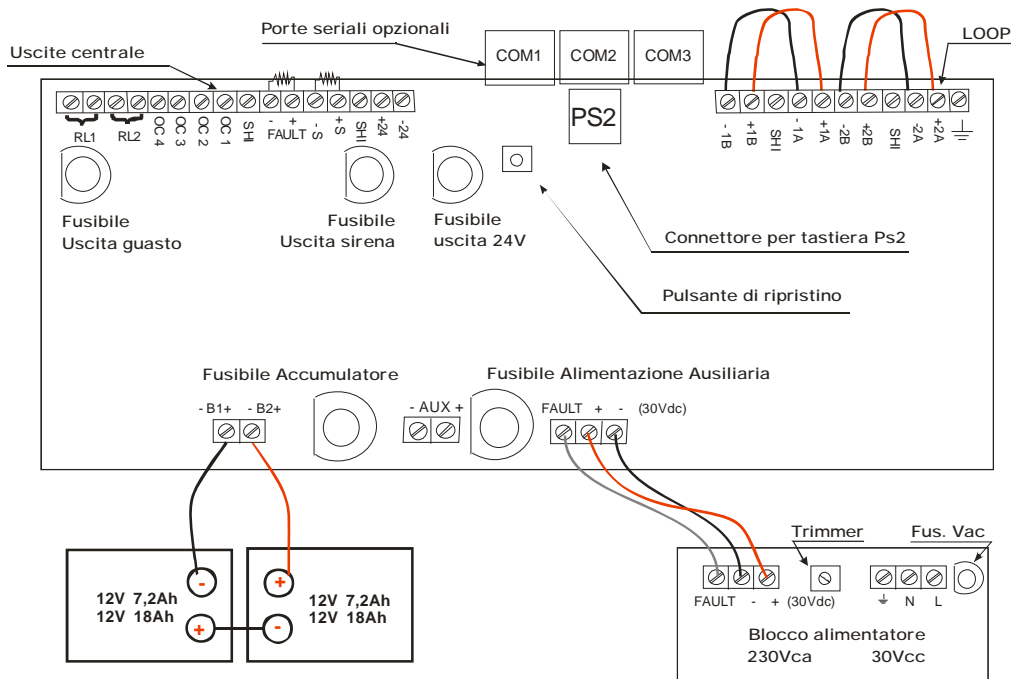 Porte seriali opzionali
COM1
COM2
COM3
LOOP
Uscite centrale
PS2
RL1
RL2
OC 4
OC 3
OC 2
OC 1
SHI
- +
FAULT
-S
+S
SHI
+24
-24
-1B
+1B
SHI
-1A
+1A
-2B
+2B
SHI
-2A
+2A
Fusibile
Uscita guasto
Fusibile
Uscita sirena
Fusibile
uscita 24V
Connettore per tastiera Ps2
Pulsante di ripristino
Fusibile Accumulatore
Fusibile Alimentazione Ausiliaria
- B1+ - B2+
- AUX +
FAULT + - (30Vdc)
Trimmer
Fus. Vac
12V 7,2Ah
12V 18Ah
-
+
12V 7,2Ah
12V 18Ah
+
-
FAULT - + (30Vdc)
N
L
Blocco alimentatore
230Vca 30Vcc